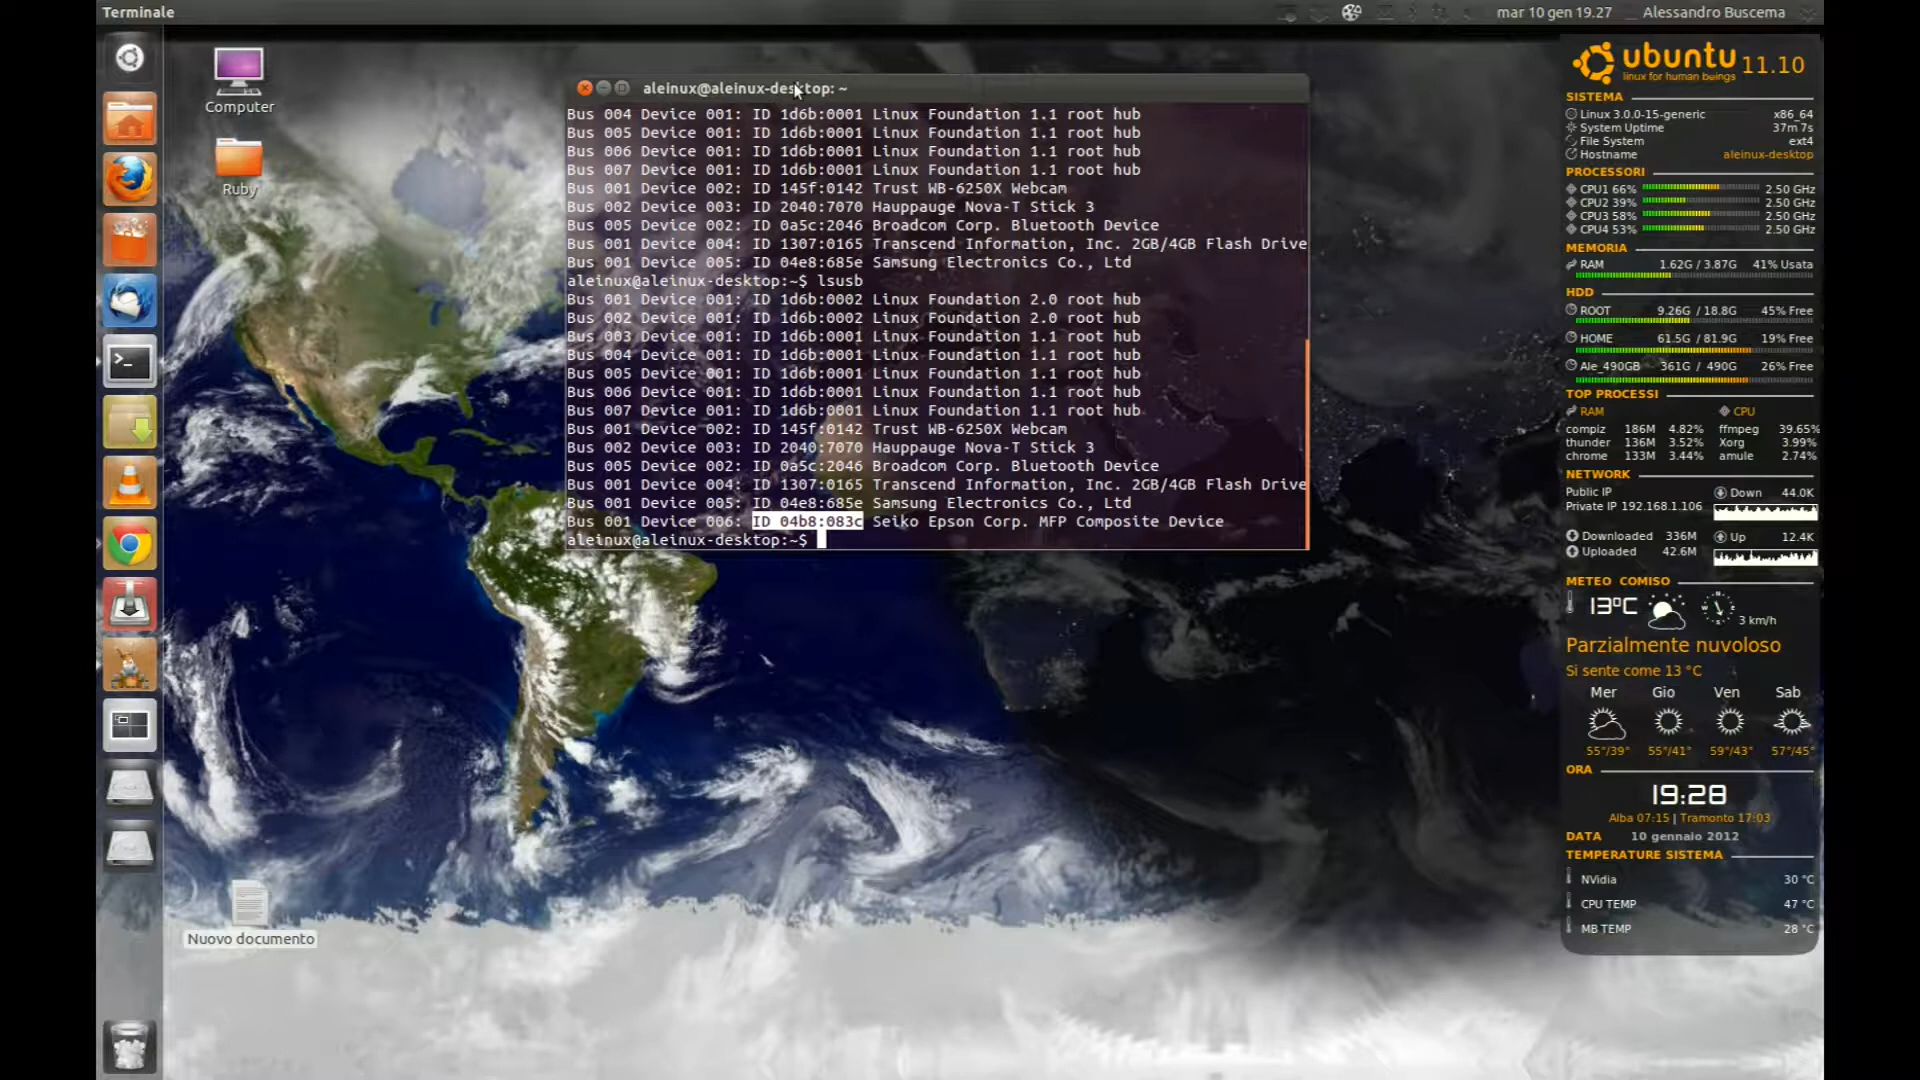 Terminale
mar 10 gen 19.27
Alessandro Buscema
Computer
Ruby
aleinux@aleinux-desktop: ~
Bus 004 Device 001: ID 1d6b:0001 Linux Foundation 1.1 root hub
Bus 005 Device 001: ID 1d6b:0001 Linux Foundation 1.1 root hub
Bus 006 Device 001: ID 1d6b:0001 Linux Foundation 1.1 root hub
Bus 007 Device 001: ID 1d6b:0001 Linux Foundation 1.1 root hub
Bus 001 Device 002: ID 145f:0142 Trust WB-6250X Webcam
Bus 002 Device 003: ID 2040:7070 Hauppauge Nova-T Stick 3
Bus 005 Device 002: ID 0a5c:2046 Broadcom Corp. Bluetooth Device
Bus 001 Device 004: ID 1307:0165 Transcend Information, Inc. 2GB/4GB Flash Drive
Bus 001 Device 005: ID 04e8:685e Samsung Electronics Co., Ltd
aleinux@aleinux-desktop:~$ lsusb
Bus 001 Device 001: ID 1d6b:0002 Linux Foundation 2.0 root hub
Bus 002 Device 001: ID 1d6b:0002 Linux Foundation 2.0 root hub
Bus 003 Device 001: ID 1d6b:0001 Linux Foundation 1.1 root hub
Bus 004 Device 001: ID 1d6b:0001 Linux Foundation 1.1 root hub
Bus 005 Device 001: ID 1d6b:0001 Linux Foundation 1.1 root hub
Bus 006 Device 001: ID 1d6b:0001 Linux Foundation 1.1 root hub
Bus 007 Device 001: ID 1d6b:0001 Linux Foundation 1.1 root hub
Bus 001 Device 002: ID 145f:0142 Trust WB-6250X Webcam
Bus 002 Device 003: ID 2040:7070 Hauppauge Nova-T Stick 3
Bus 005 Device 002: ID 0a5c:2046 Broadcom Corp. Bluetooth Device
Bus 001 Device 004: ID 1307:0165 Transcend Information, Inc. 2GB/4GB Flash Drive
Bus 001 Device 005: ID 04e8:685e Samsung Electronics Co., Ltd
Bus 001 Device 006: ID 04b8:083c Seiko Epson Corp. MFP Composite Device
aleinux@aleinux-desktop:~$
Nuovo documento
ubuntu 11.10
linux for human beings
SISTEMA
Linux 3.0.0-15-generic x86_64
System Uptime 37m 7s
File System ext4
Hostname aleinux-desktop
PROCESSORI
CPU1 66% 2.50 GHz
CPU2 39% 2.50 GHz
CPU3 58% 2.50 GHz
CPU4 53% 2.50 GHz
MEMORIA
RAM 1.62G / 3.87G 41% Usata
HDD
ROOT 9.26G / 18.8G 45% Free
HOME 61.5G / 81.9G 19% Free
Ale_490GB 361G / 490G 26% Free
TOP PROCESSI
RAM CPU
compiz 186M 4.82% ffmpeg 39.65%
thunder 136M 3.52% Xorg 3.99%
chrome 133M 3.44% amule 2.74%
NETWORK
Public IP Down 44.0K
Private IP 192.168.1.106
Downloaded 336M Up 12.4K
Uploaded 42.6M
METEO COMISO
13°C
3 km/h
Parzialmente nuvoloso
Si sente come 13 °C
Mer Gio Ven Sab
55°/39° 55°/41° 59°/43° 57°/45°
ORA
19:28
Alba 07:15 | Tramonto 17:03
DATA 10 gennaio 2012
TEMPERATURE SISTEMA
NVidia 30 °C
CPU TEMP 47 °C
MB TEMP 28 °C